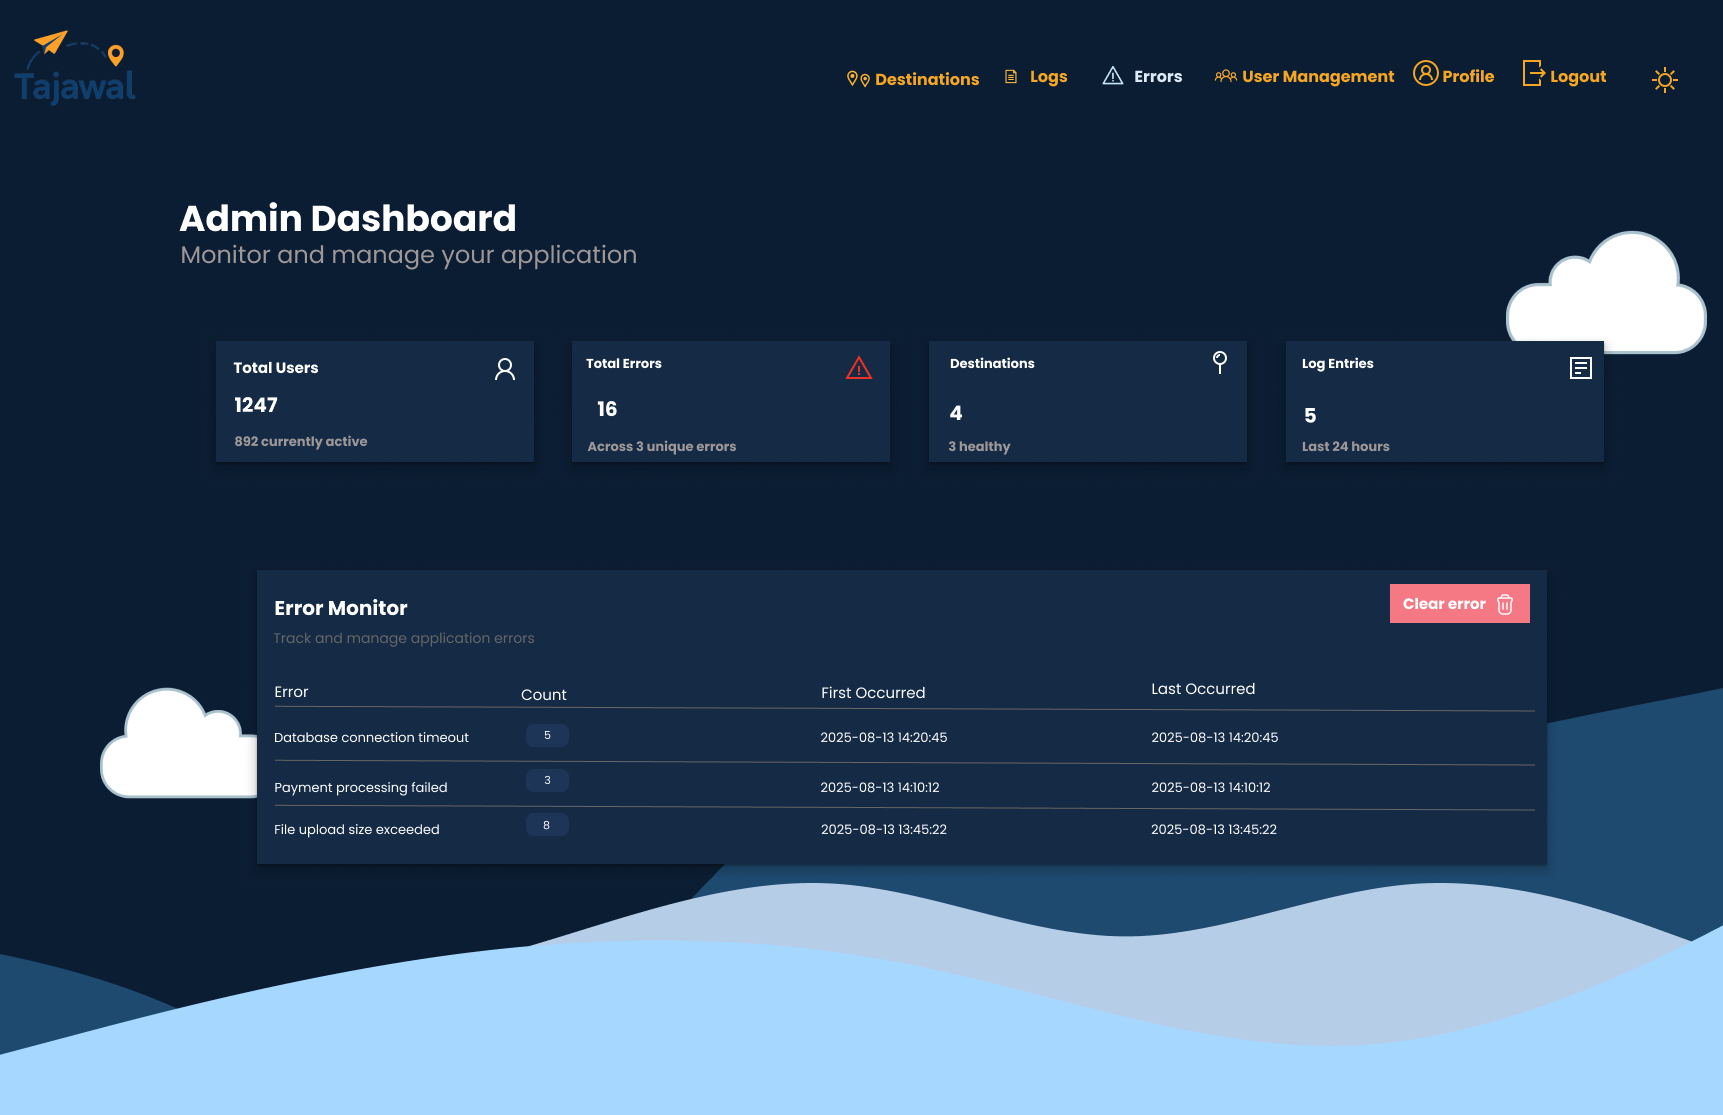 Tajawal
Destinations Logs Errors User Management Profile Logout
Admin Dashboard
Monitor and manage your application
Total Users
1247
892 currently active
Total Errors
16
Across 3 unique errors
Destinations
4
3 healthy
Log Entries
5
Last 24 hours
Error Monitor
Clear error
Track and manage application errors
Error Count First Occurred Last Occurred
Database connection timeout 5 2025-08-13 14:20:45 2025-08-13 14:20:45
Payment processing failed 3 2025-08-13 14:10:12 2025-08-13 14:10:12
File upload size exceeded 8 2025-08-13 13:45:22 2025-08-13 13:45:22